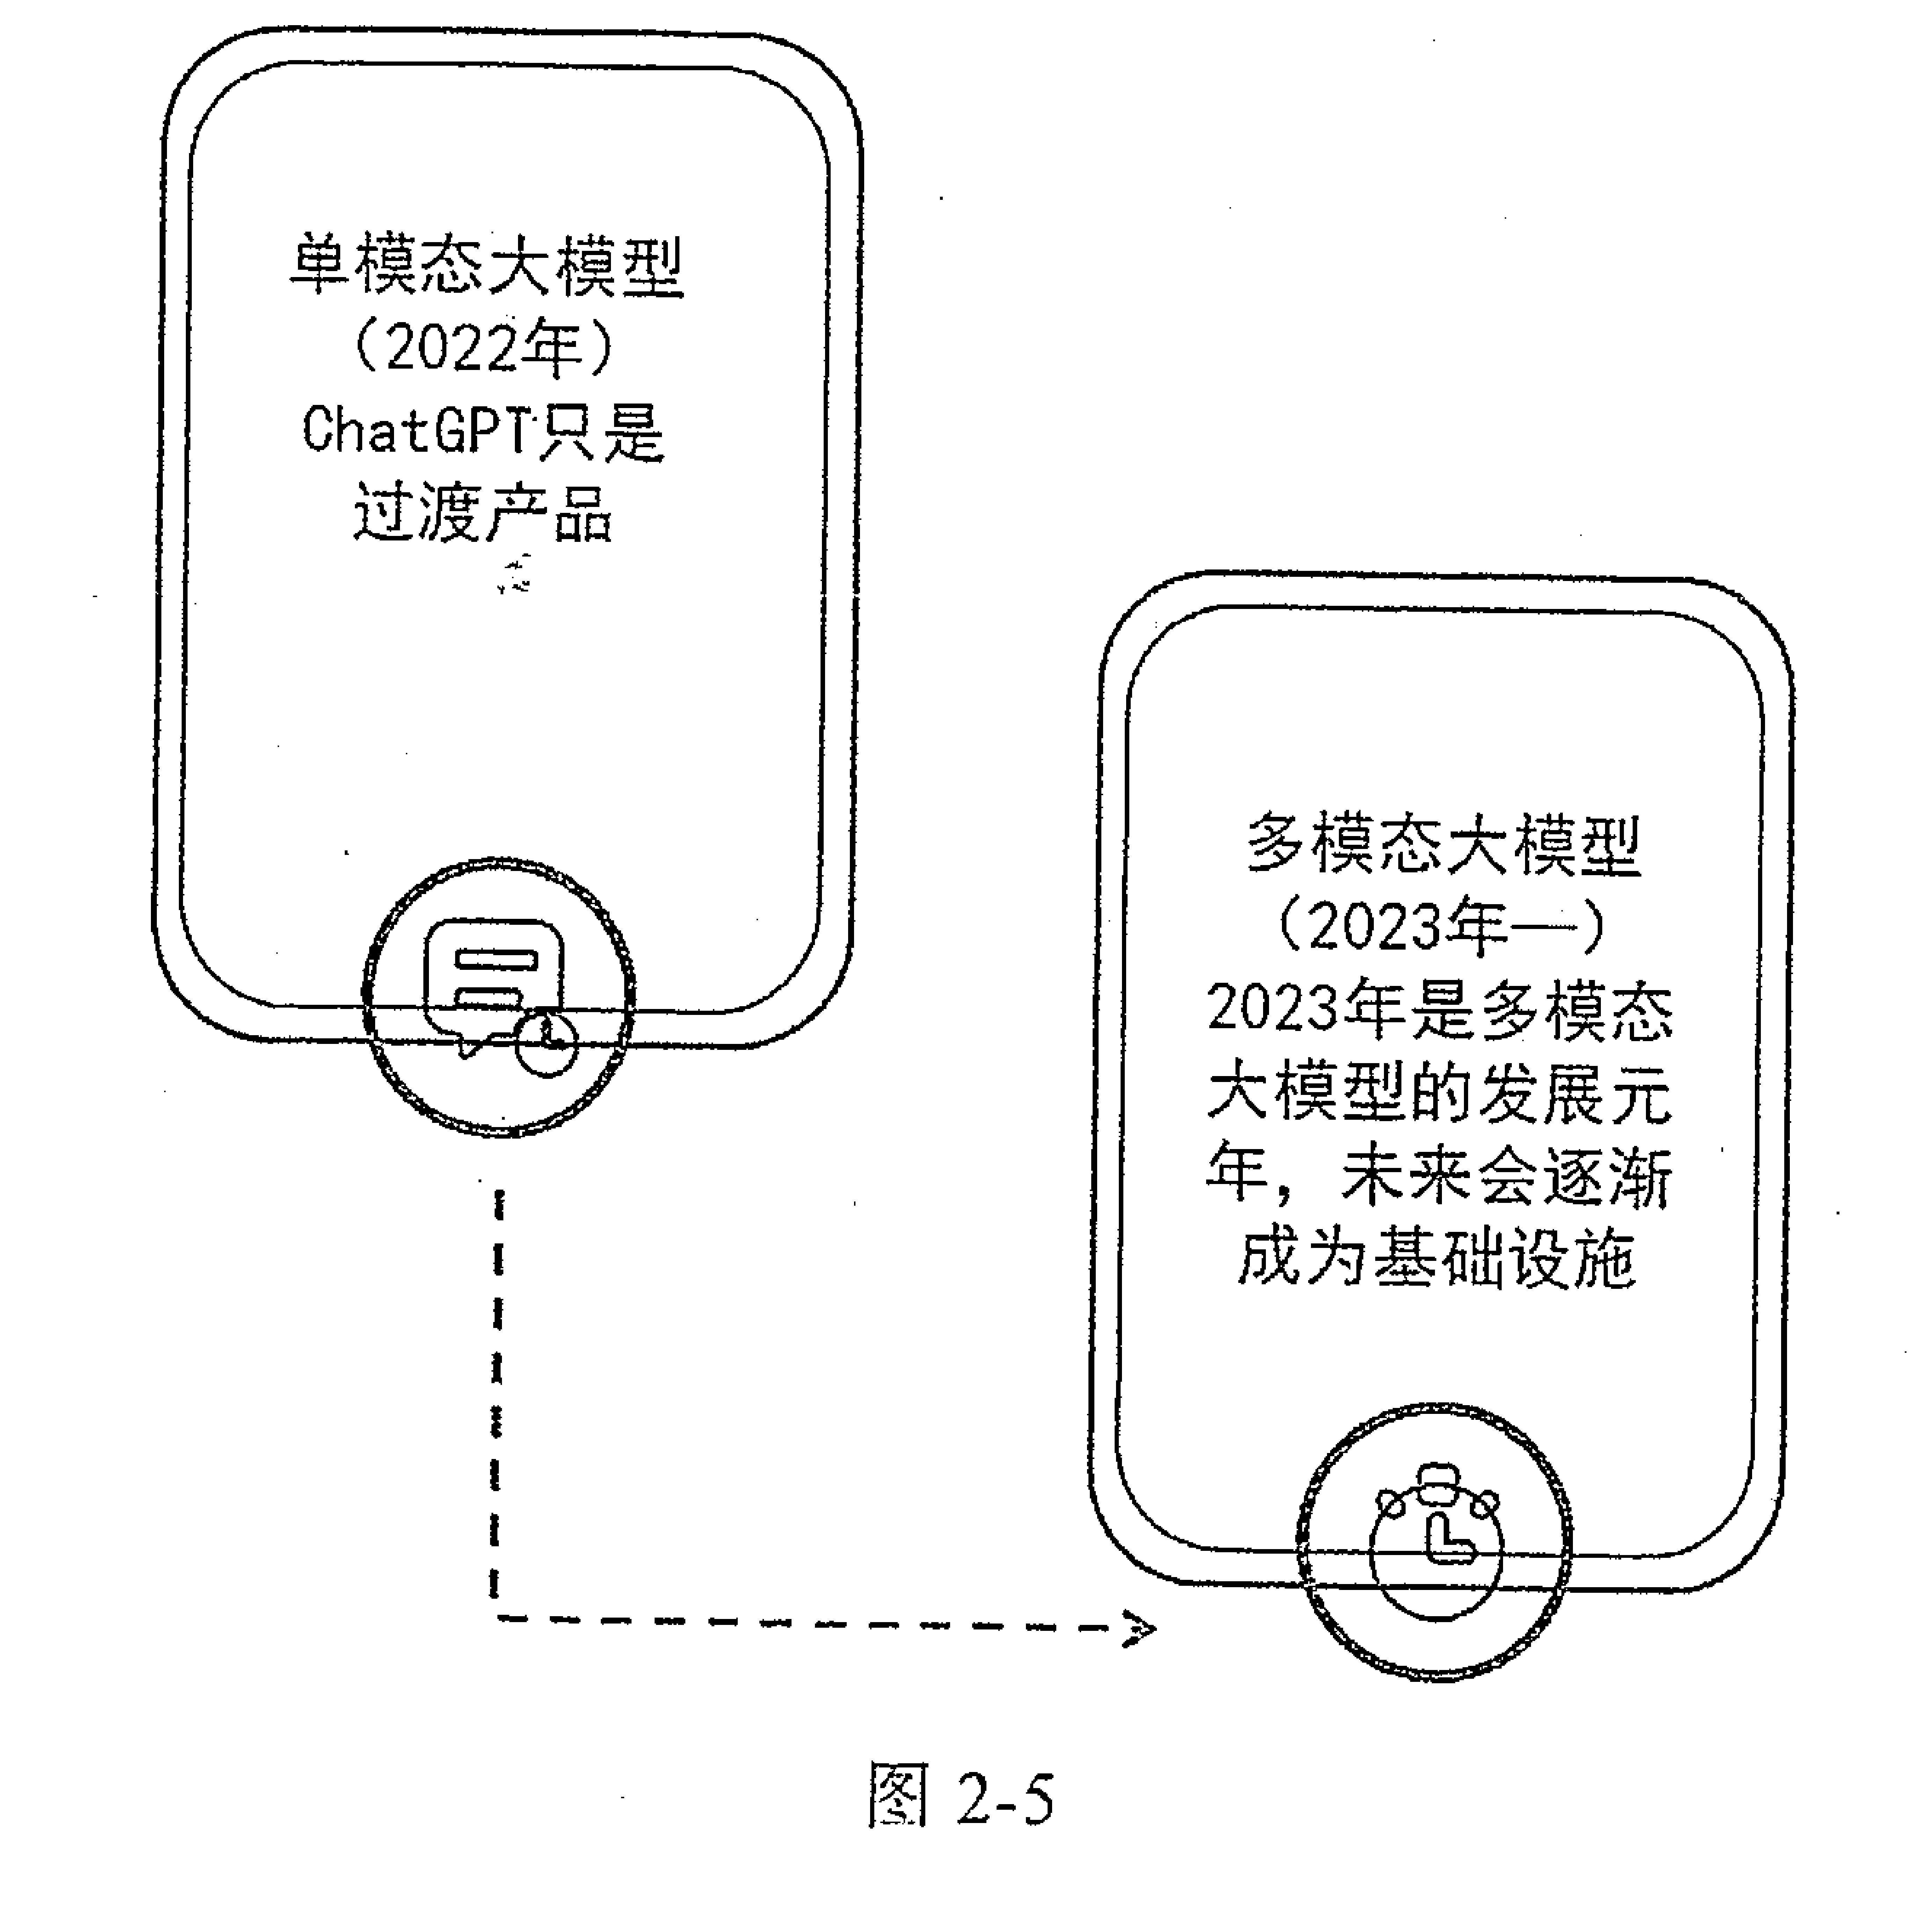 单模态大模型
（2022年）
ChatGPT只是
过渡产品
多模态大模型
（2023年—）
2023年是多模态
大模型的发展元
年，未来会逐渐
成为基础设施
图 2-5